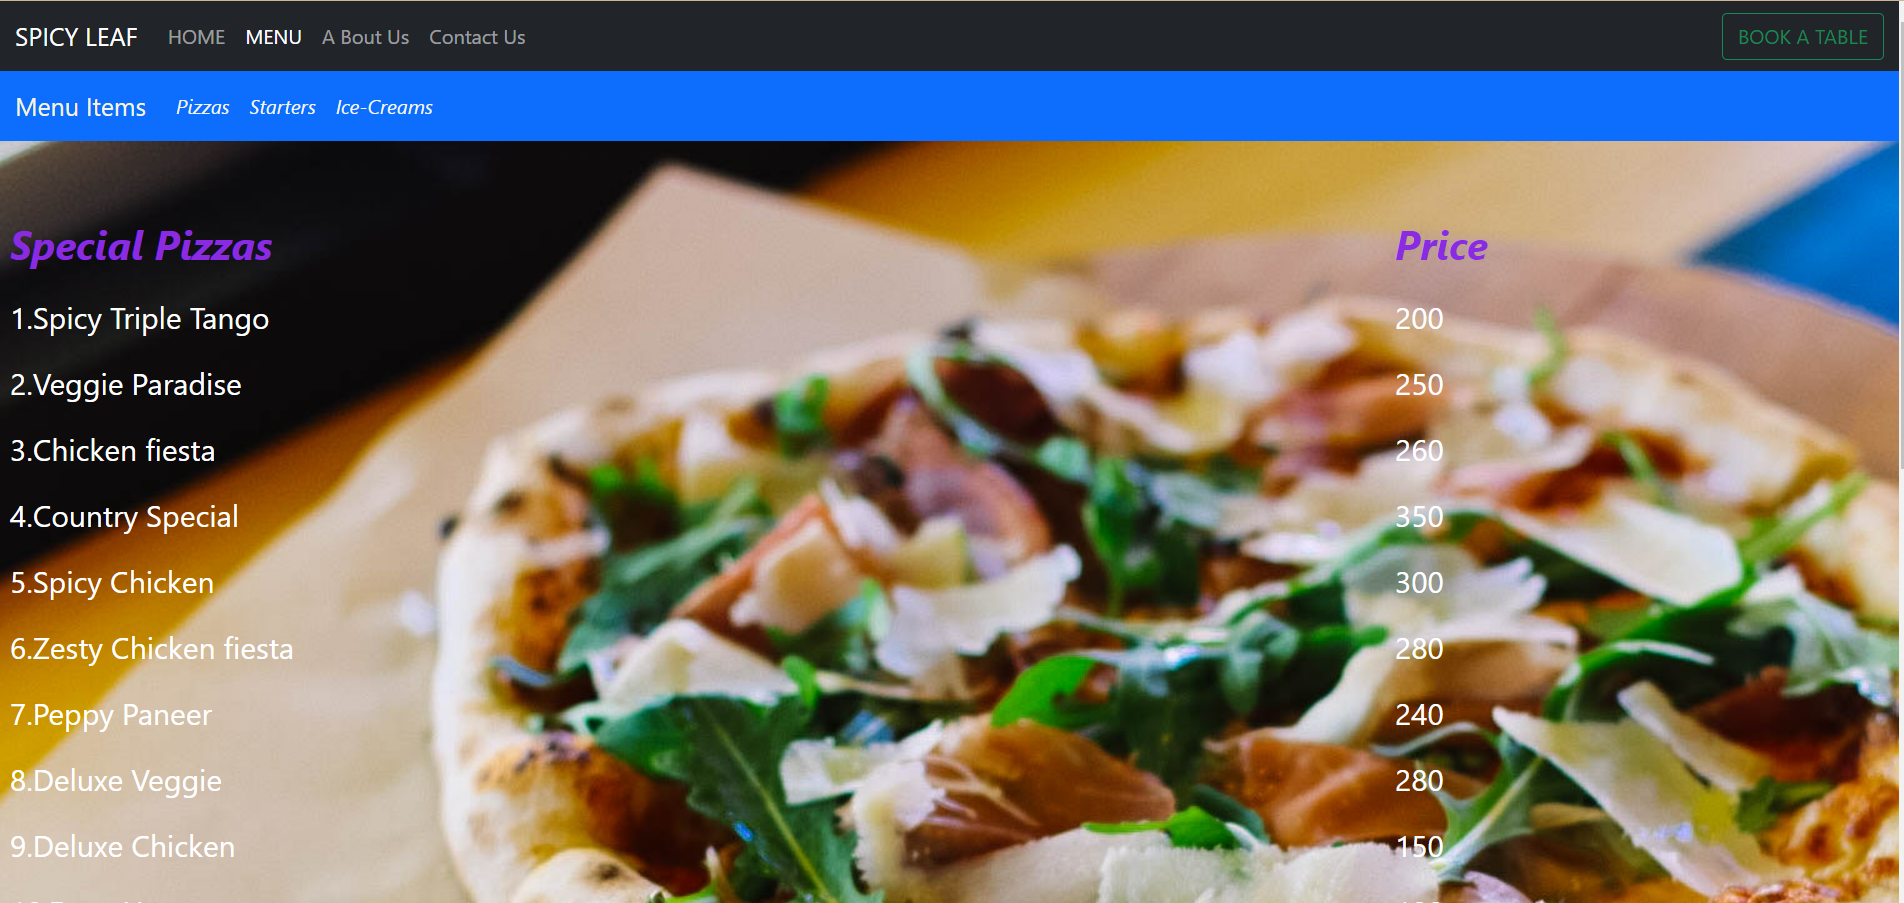 SPICY LEAF HOME MENU A Bout Us Contact Us BOOK A TABLE
Menu Items Pizzas Starters Ice-Creams
Special Pizzas Price
1.Spicy Triple Tango 200
2.Veggie Paradise 250
3.Chicken fiesta 260
4.Country Special 350
5.Spicy Chicken 300
6.Zesty Chicken fiesta 280
7.Peppy Paneer 240
8.Deluxe Veggie 280
9.Deluxe Chicken 150